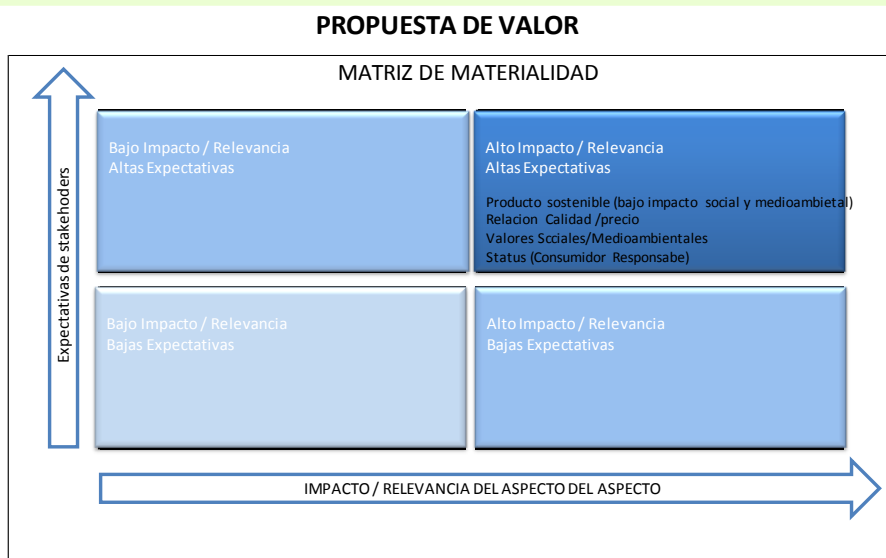 PROPUESTA DE VALOR
MATRIZ DE MATERIALIDAD
Expectativas de stakehoders
Bajo Impacto / Relevancia
Altas Expectativas
Alto Impacto / Relevancia
Altas Expectativas
Producto sostenible (bajo impacto social y medioambietal)
Relacion Calidad /precio
Valores Scciales/Medioambientales
Status (Consumidor Responsabe)
Bajo Impacto / Relevancia
Bajas Expectativas
Alto Impacto / Relevancia
Bajas Expectativas
IMPACTO / RELEVANCIA DEL ASPECTO DEL ASPECTO